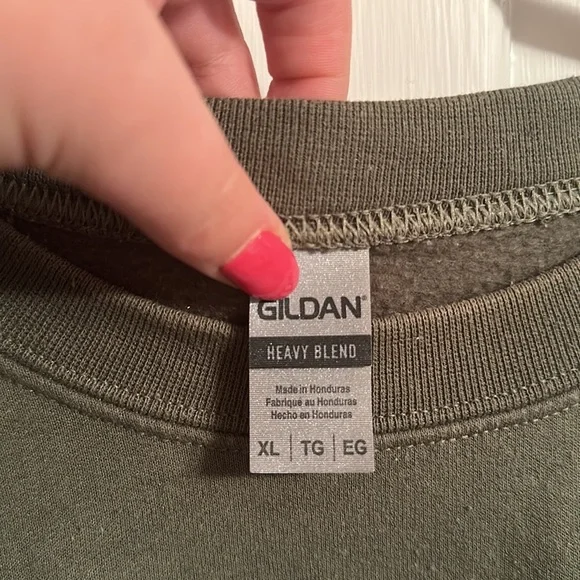 GILDAN®
HEAVY BLEND
Made in Honduras
Fabriqué au Honduras
Hecho en Honduras
XL | TG | EG